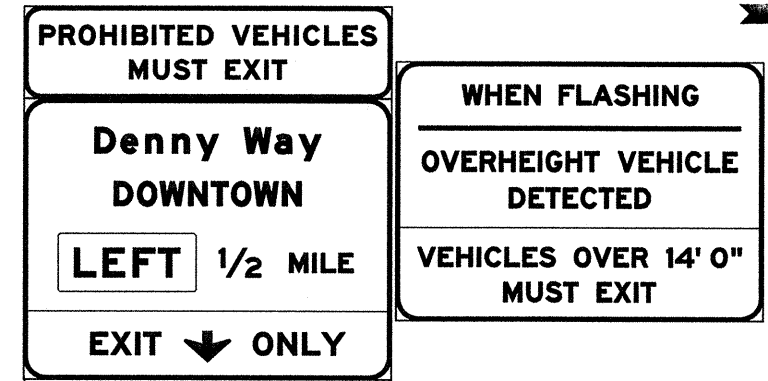 PROHIBITED VEHICLES
MUST EXIT
Denny Way
DOWNTOWN
LEFT 1/2 MILE
EXIT ONLY
WHEN FLASHING
OVERHEIGHT VEHICLE
DETECTED
VEHICLES OVER 14' 0"
MUST EXIT